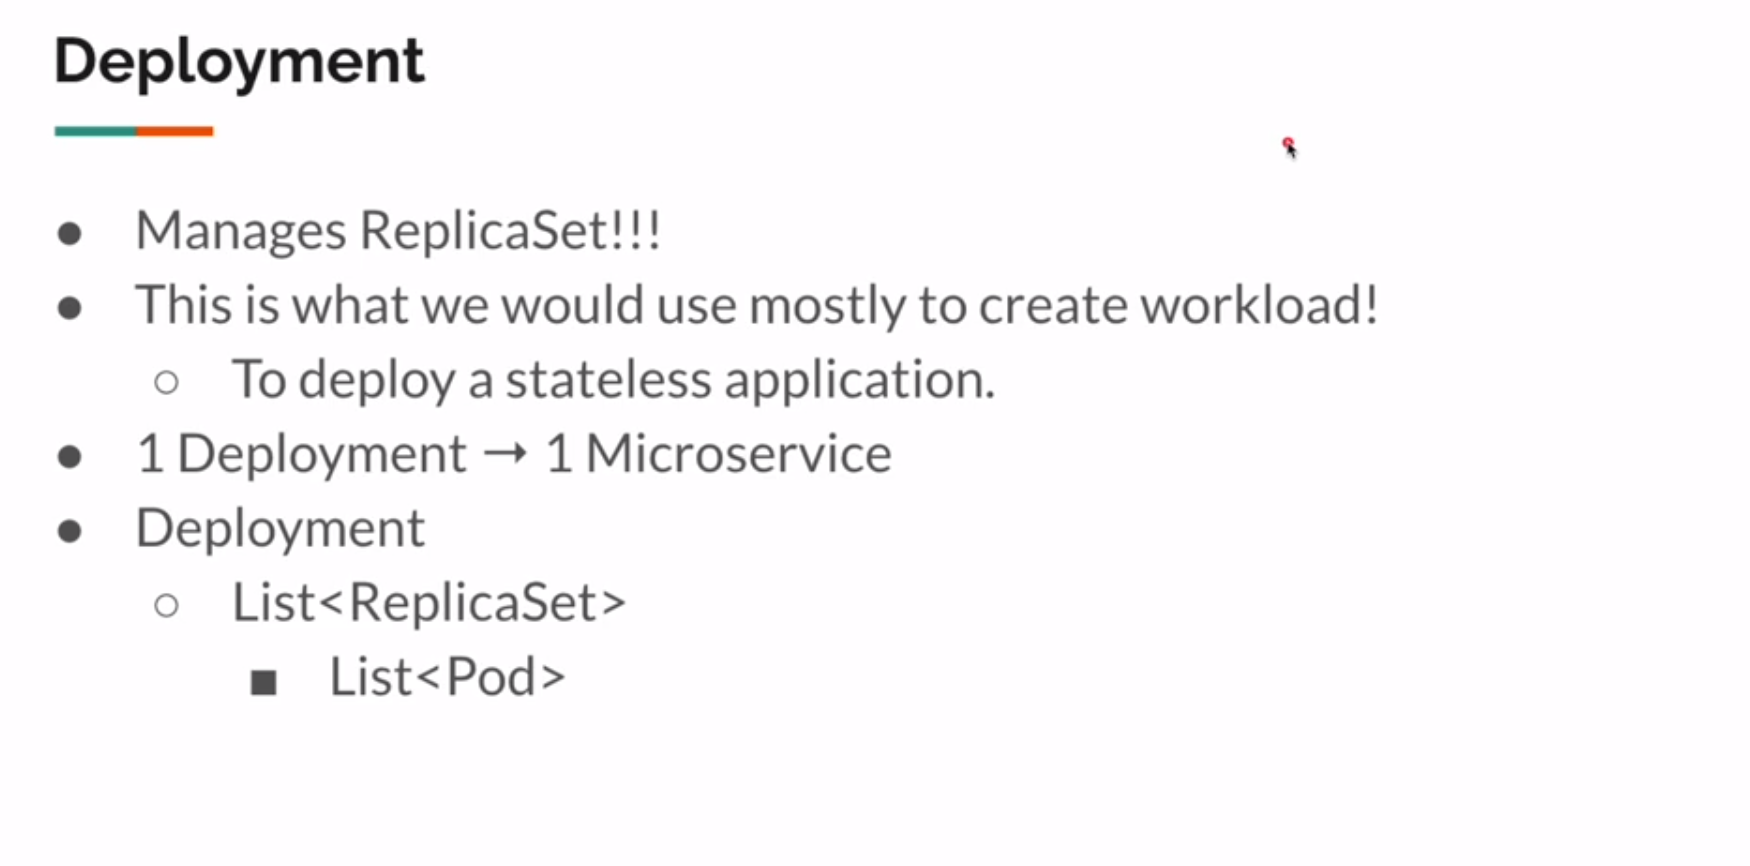 Deployment
● Manages ReplicaSet!!!
● This is what we would use mostly to create workload!
○ To deploy a stateless application.
● 1 Deployment → 1 Microservice
● Deployment
○ List<ReplicaSet>
■ List<Pod>